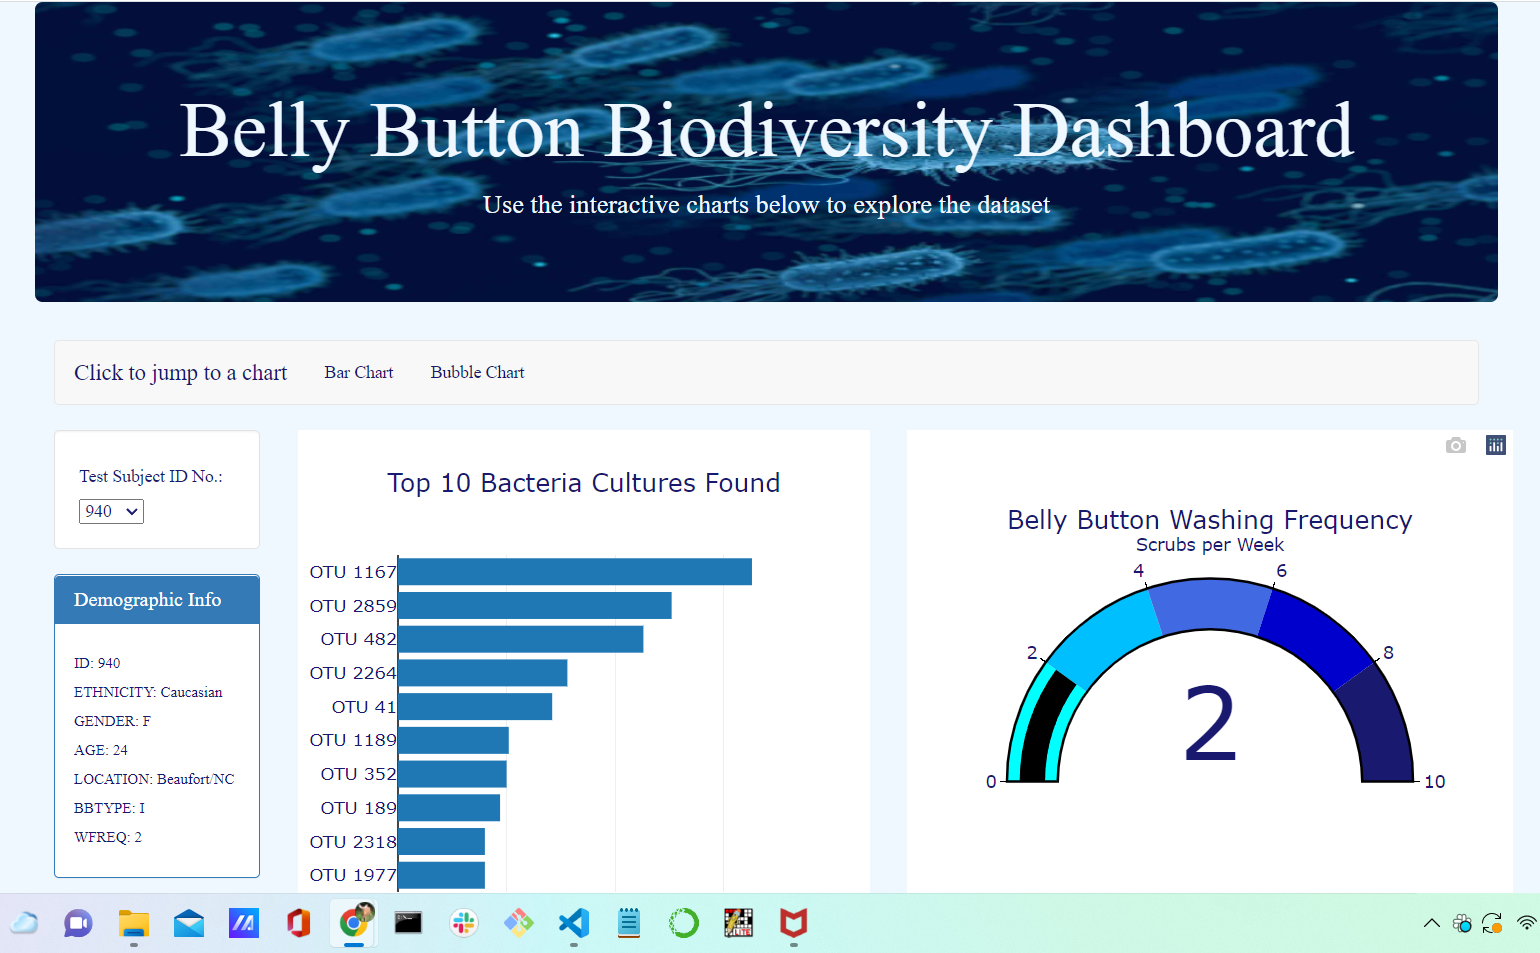 Belly Button Biodiversity Dashboard
Use the interactive charts below to explore the dataset
Click to jump to a chart Bar Chart Bubble Chart
Test Subject ID No.:
940
Demographic Info
ID: 940
ETHNICITY: Caucasian
GENDER: F
AGE: 24
LOCATION: Beaufort/NC
BBTYPE: I
WFREQ: 2
Top 10 Bacteria Cultures Found
OTU 1167
OTU 2859
OTU 482
OTU 2264
OTU 41
OTU 1189
OTU 352
OTU 189
OTU 2318
OTU 1977
Belly Button Washing Frequency
Scrubs per Week
4 6
2 8
2
0 10
LITE